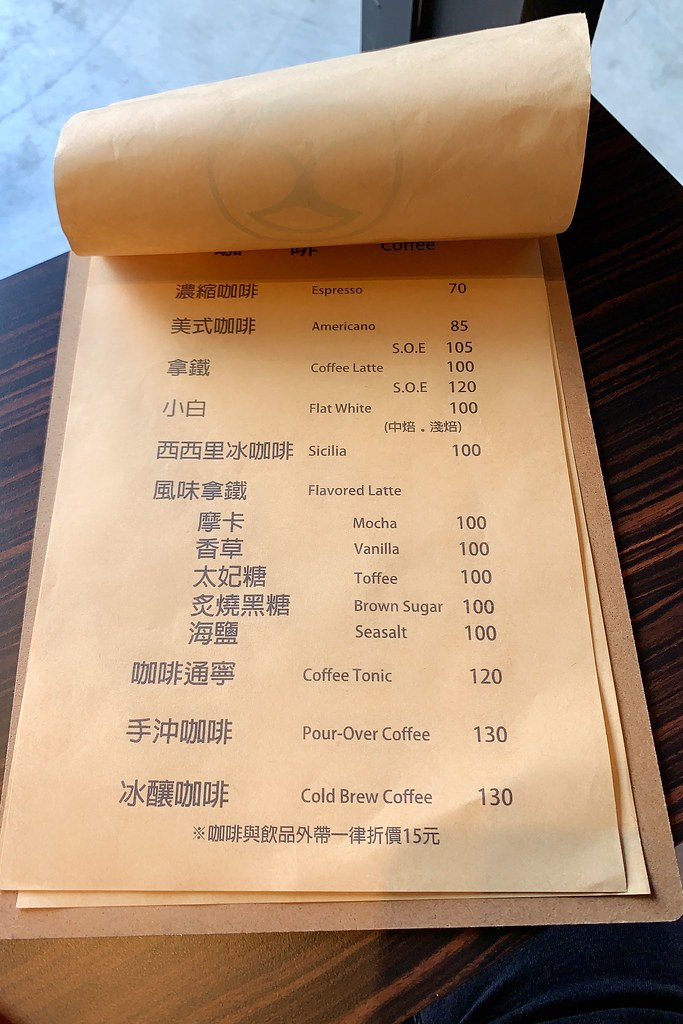 咖啡 Coffee
濃縮咖啡 Espresso 70
美式咖啡 Americano 85
S.O.E 105
拿鐵 Coffee Latte 100
S.O.E 120
小白 Flat White 100
(中焙．淺焙)
西西里冰咖啡 Sicilia 100
風味拿鐵 Flavored Latte
摩卡 Mocha 100
香草 Vanilla 100
太妃糖 Toffee 100
炙燒黑糖 Brown Sugar 100
海鹽 Seasalt 100
咖啡通寧 Coffee Tonic 120
手沖咖啡 Pour-Over Coffee 130
冰釀咖啡 Cold Brew Coffee 130
※咖啡與飲品外帶一律折價15元